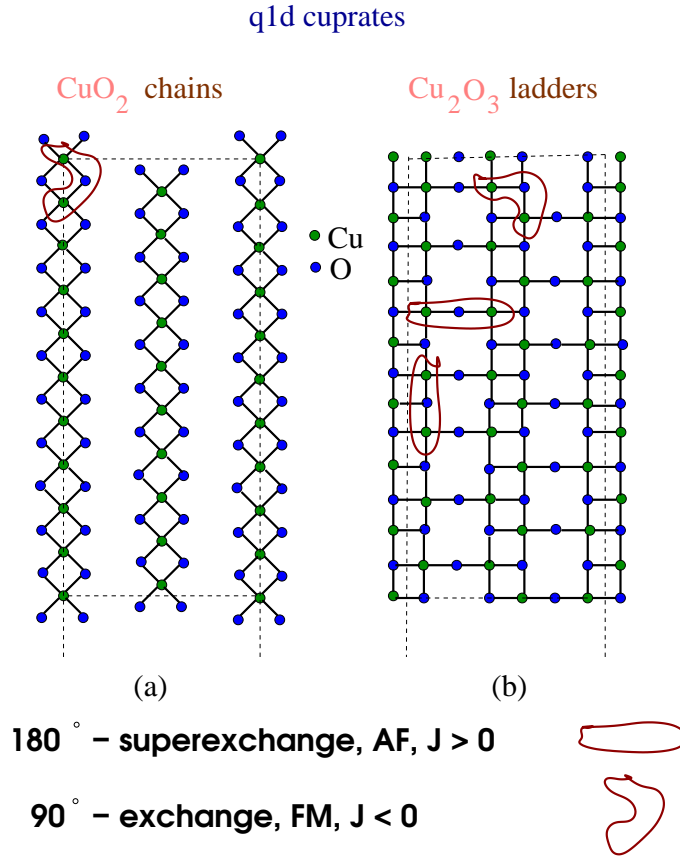 q1d cuprates
CuO2 chains
Cu2O3 ladders
Cu
O
(a)
(b)
180 ° – superexchange, AF, J > 0
90 ° – exchange, FM, J < 0